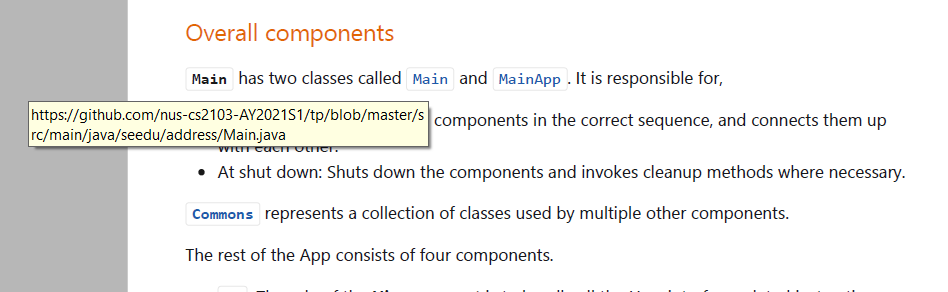 Overall components
Main has two classes called Main and MainApp. It is responsible for,
https://github.com/nus-cs2103-AY2021S1/tp/blob/master/s
rc/main/java/seedu/address/Main.java
components in the correct sequence, and connects them up
with each other.
• At shut down: Shuts down the components and invokes cleanup methods where necessary.
Commons represents a collection of classes used by multiple other components.
The rest of the App consists of four components.